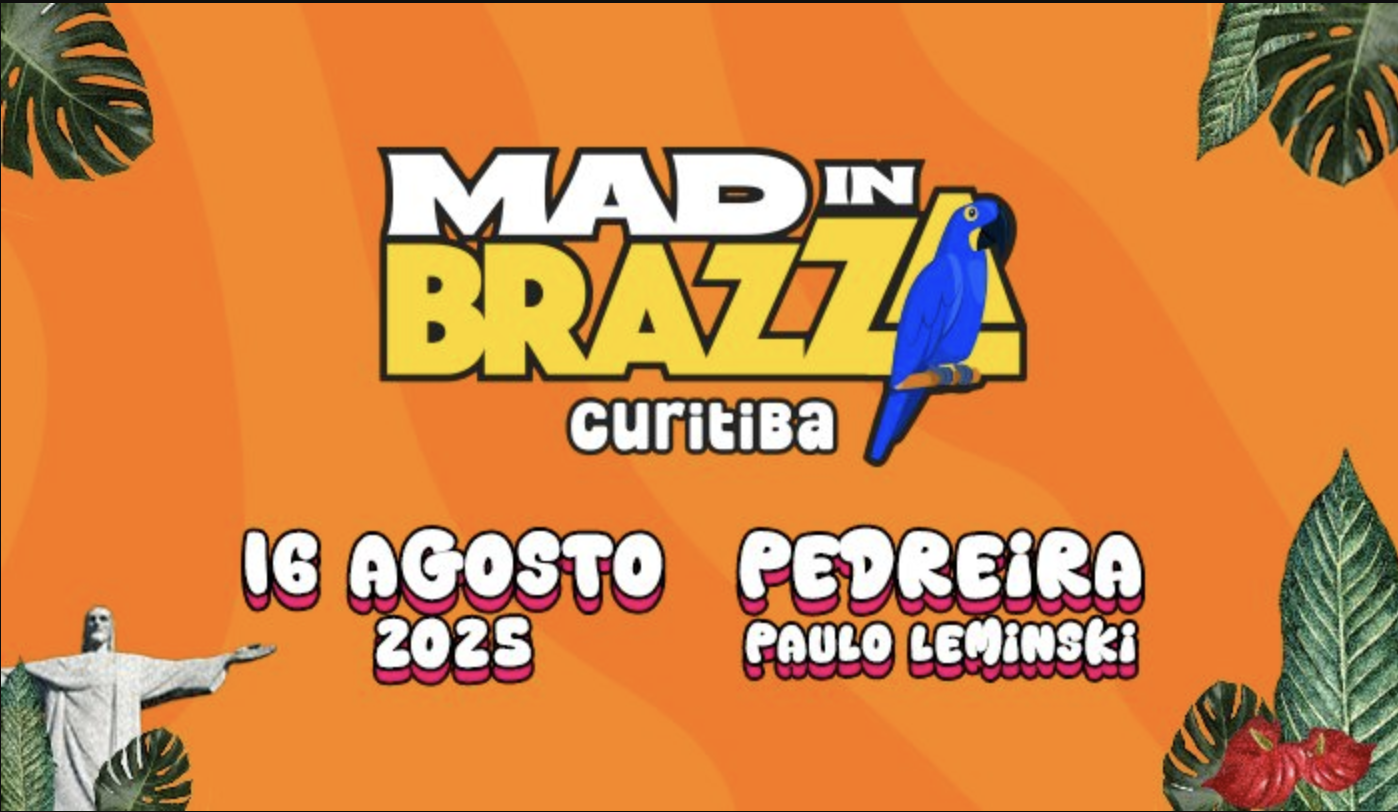 MAD IN
BRAZZA
CURITIBA
16 AGOSTO
2025
PEDREIRA
PAULO LEMINSKI